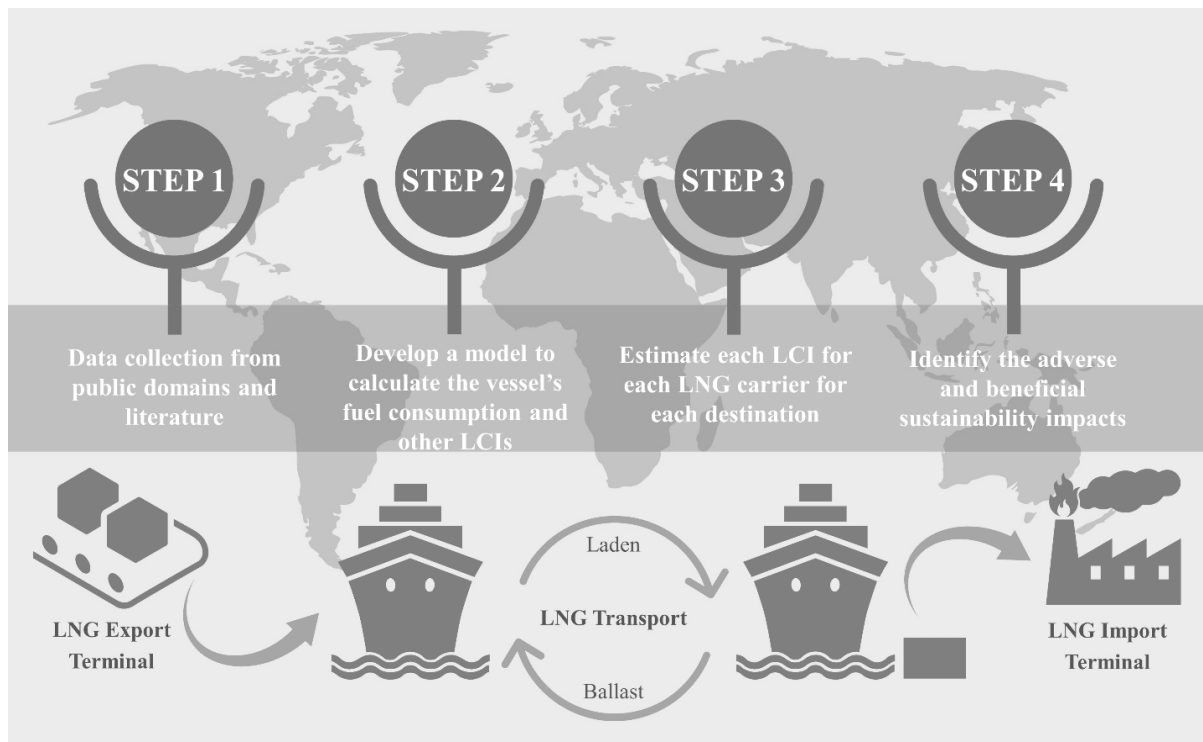 STEP 1
STEP 2
STEP 3
STEP 4
Data collection from
public domains and
literature
Develop a model to
calculate the vessel's
fuel consumption and
other LCIs
Estimate each LCI for
each LNG carrier for
each destination
Identify the adverse
and beneficial
sustainability impacts
LNG Export
Terminal
Laden
LNG Transport
Ballast
LNG Import
Terminal